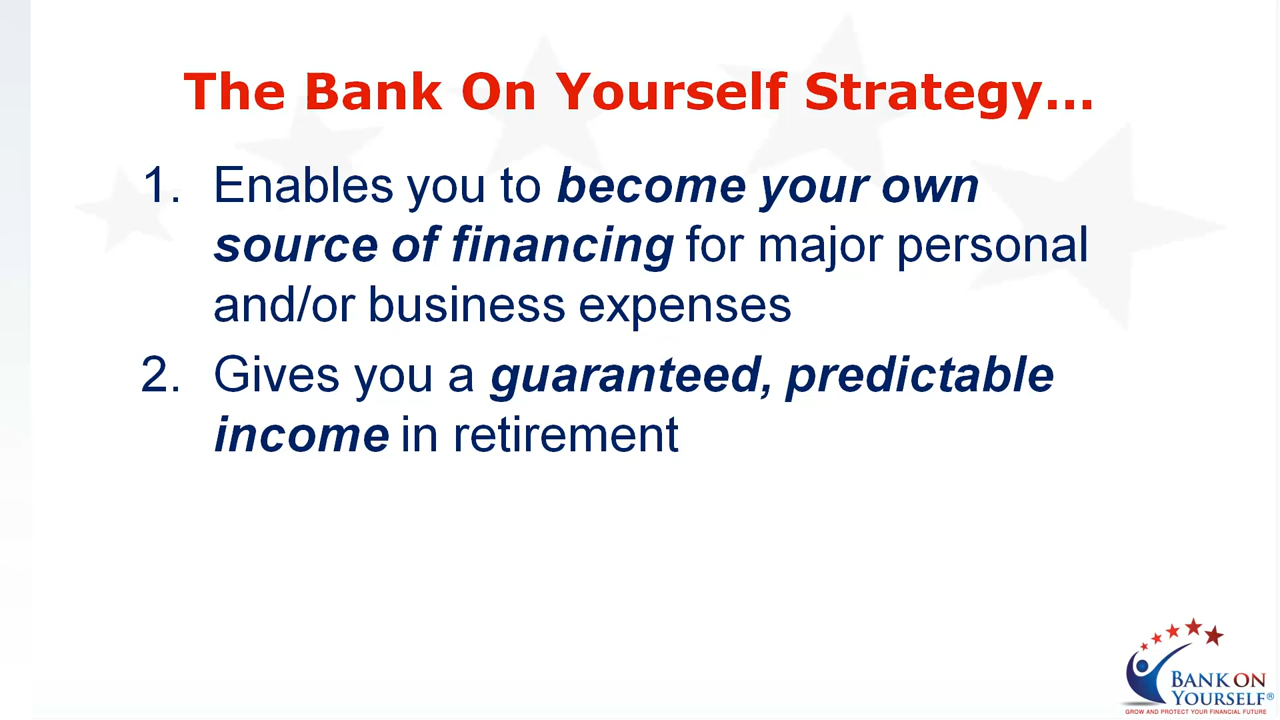 The Bank On Yourself Strategy...
1. Enables you to become your own
source of financing for major personal
and/or business expenses
2. Gives you a guaranteed, predictable
income in retirement
BANK ON
YOURSELF®
GROW AND PROTECT YOUR FINANCIAL FUTURE